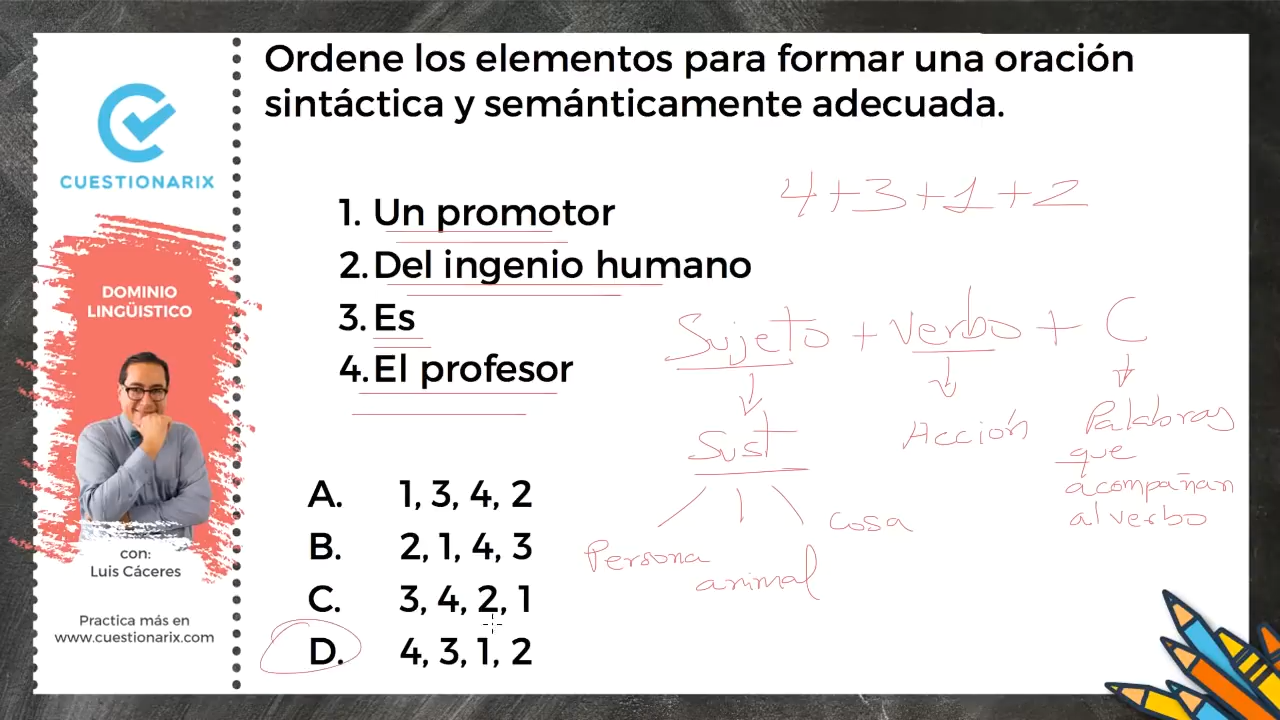 Ordene los elementos para formar una oración
sintáctica y semánticamente adecuada.
CUESTIONARIX
DOMINIO
LINGÜISTICO
con:
Luis Cáceres
Practica más en
www.cuestionarix.com
1. Un promotor
2. Del ingenio humano
3. Es
4. El profesor
4+3+1+2
Sujeto + verbo + C
Sust
Acción
Palabras
que
acompañan
al verbo
Persona
animal
cosa
A. 1, 3, 4, 2
B. 2, 1, 4, 3
C. 3, 4, 2, 1
D. 4, 3, 1, 2